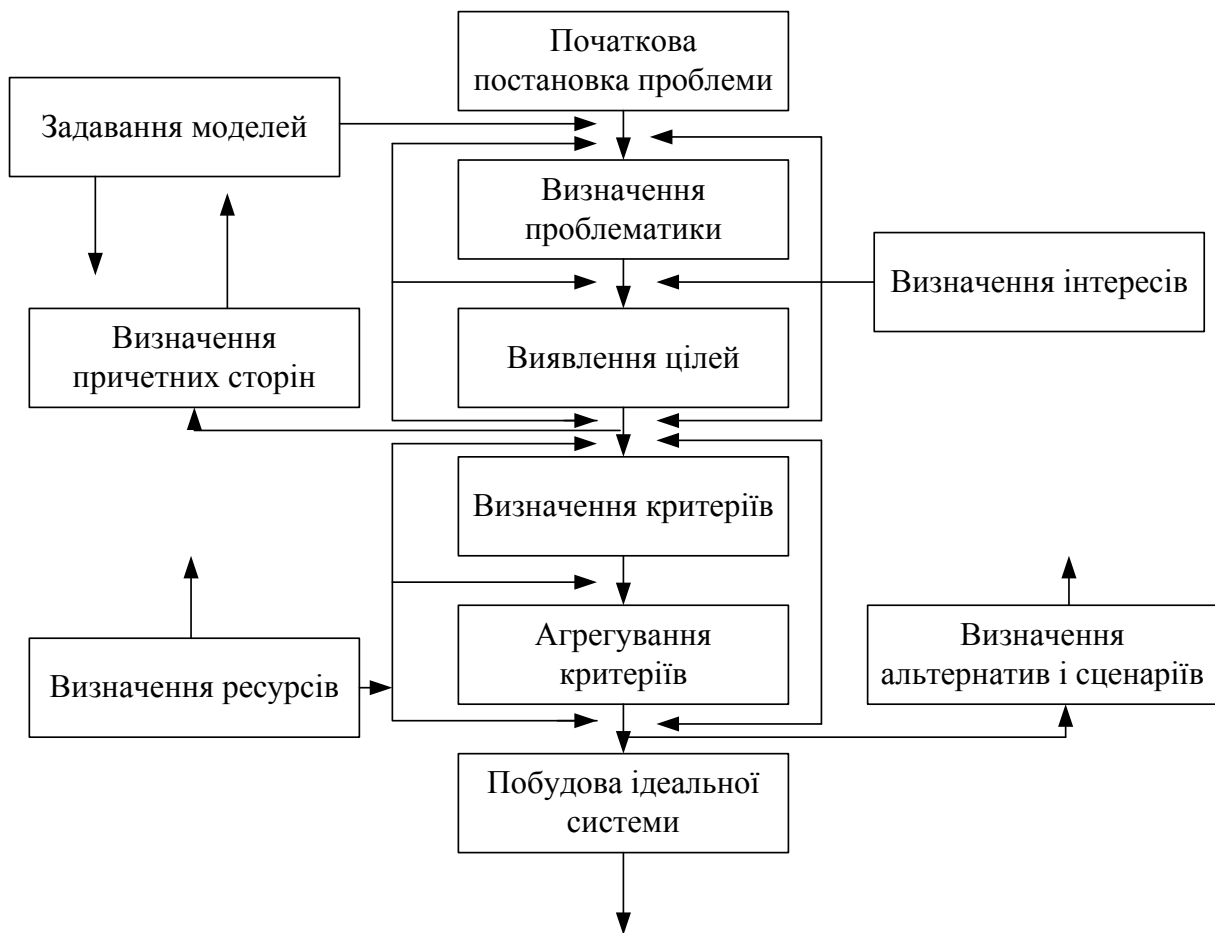 Початкова
постановка проблеми
Задавання моделей
Визначення
проблематики
Визначення інтересів
Визначення
причетних сторін
Виявлення цілей
Визначення критеріїв
Агрегування
критеріїв
Визначення
альтернатив і сценаріїв
Визначення ресурсів
Побудова ідеальної
системи